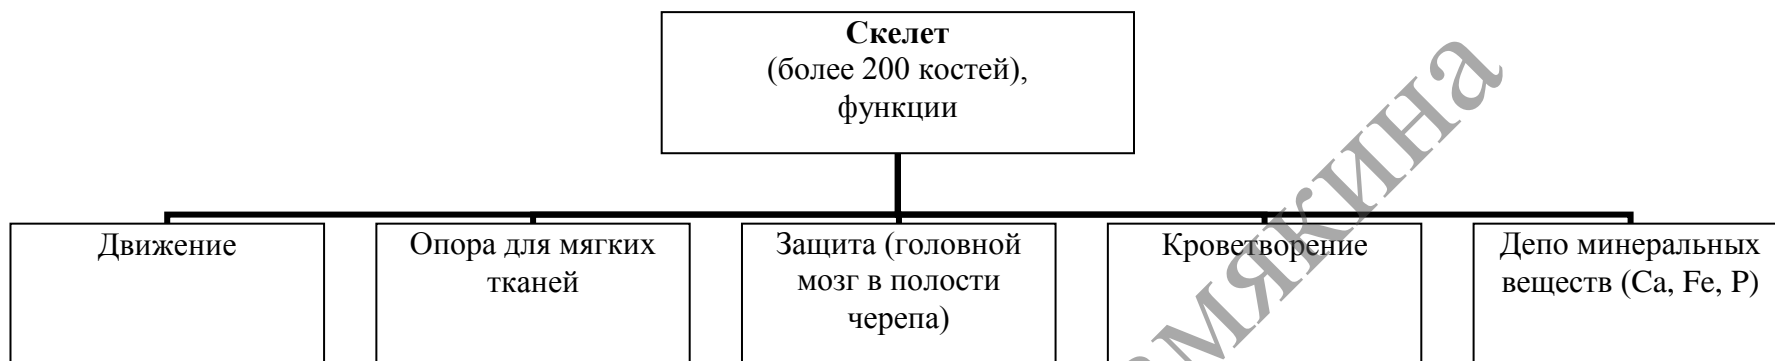 Скелет
(более 200 костей),
функции
Движение
Опора для мягких
тканей
Защита (головной
мозг в полости
черепа)
Кроветворение
Депо минеральных
веществ (Ca, Fe, P)